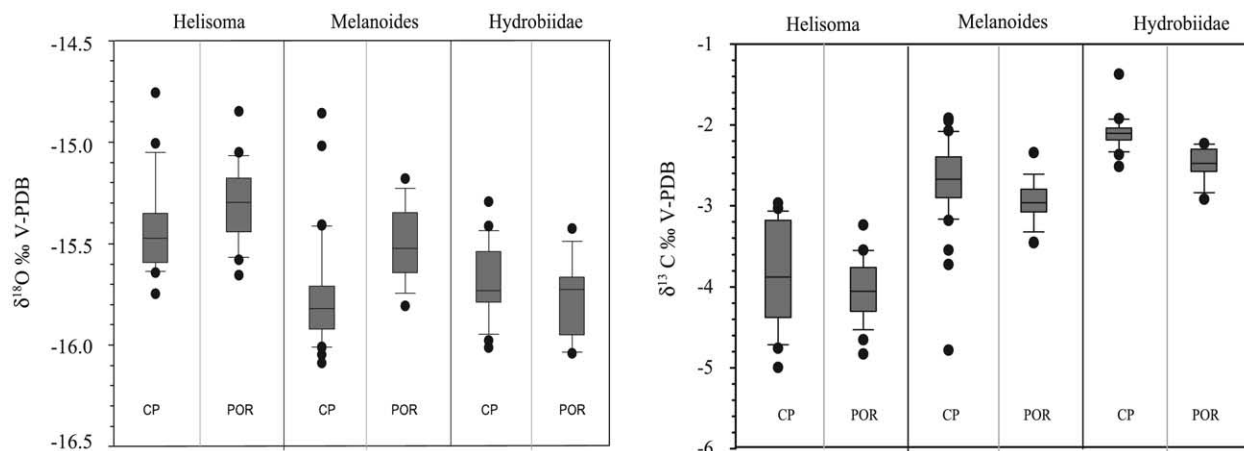 Helisoma Melanoides Hydrobiidae
-14.5
-15.0
-15.5
-16.0
-16.5
δ¹⁸O ‰ V-PDB
CP POR CP POR CP POR
Helisoma Melanoides Hydrobiidae
-1
-2
-3
-4
-5
-6
δ¹³ C ‰ V-PDB
CP POR CP POR CP POR